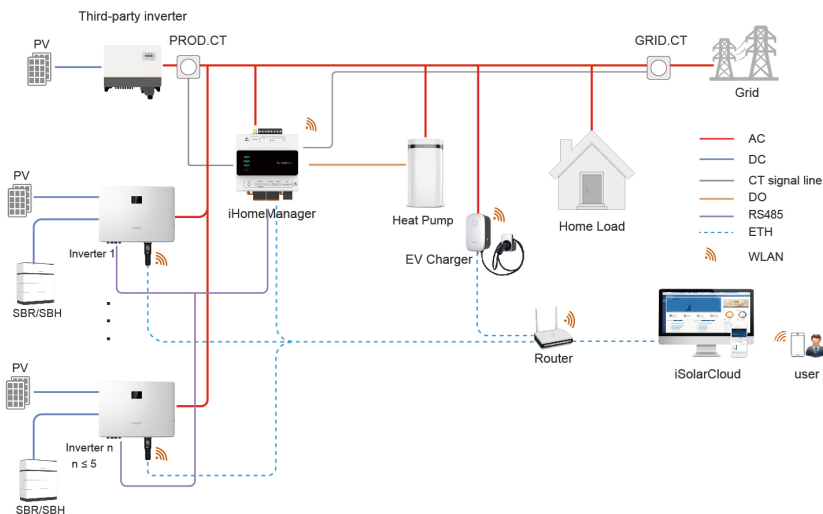 Third-party inverter
PV
PROD.CT
GRID.CT
Grid
AC
DC
CT signal line
DO
RS485
ETH
WLAN
PV
iHomeManager
Heat Pump
Home Load
EV Charger
Inverter 1
SBR/SBH
Router
iSolarCloud
user
PV
Inverter n
n ≤ 5
SBR/SBH